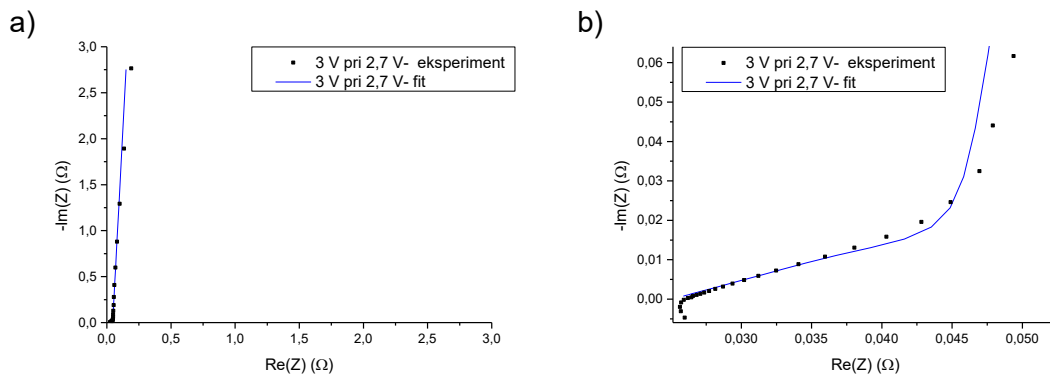 a)
3,0
2,5
2,0
1,5
1,0
0,5
0,0
-Im(Z) (Ω)
3 V pri 2,7 V- eksperiment
3 V pri 2,7 V- fit
0,0
0,5
1,0
1,5
2,0
2,5
3,0
Re(Z) (Ω)
b)
0,06
0,05
0,04
0,03
0,02
0,01
0,00
-Im(Z) (Ω)
3 V pri 2,7 V- eksperiment
3 V pri 2,7 V- fit
0,030
0,035
0,040
0,045
0,050
Re(Z) (Ω)